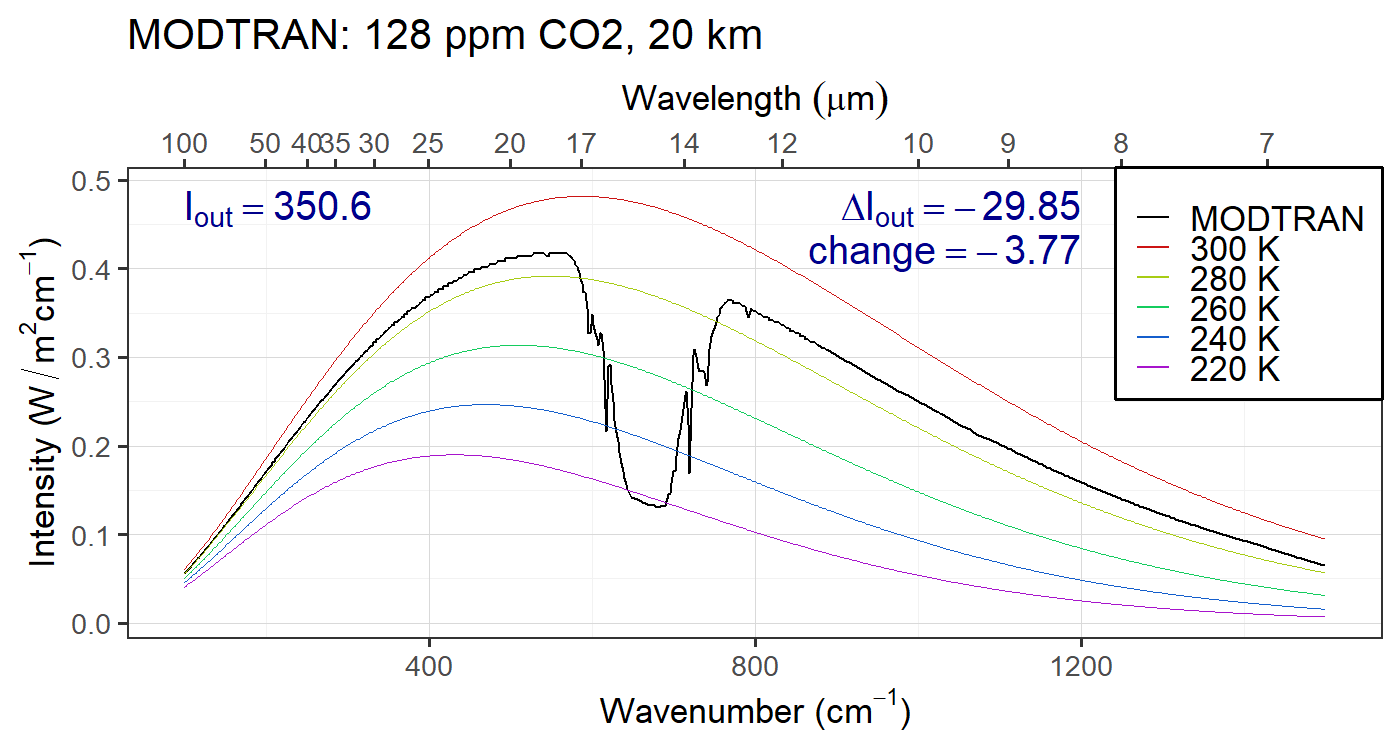 MODTRAN: 128 ppm CO2, 20 km
Wavelength (μm)
100 50 40 35 30 25 20 17 14 12 10 9 8 7
I_out = 350.6
ΔI_out = −29.85
change = −3.77
MODTRAN
300 K
280 K
260 K
240 K
220 K
Intensity (W / m²cm⁻¹)
0.5
0.4
0.3
0.2
0.1
0.0
400 800 1200
Wavenumber (cm⁻¹)